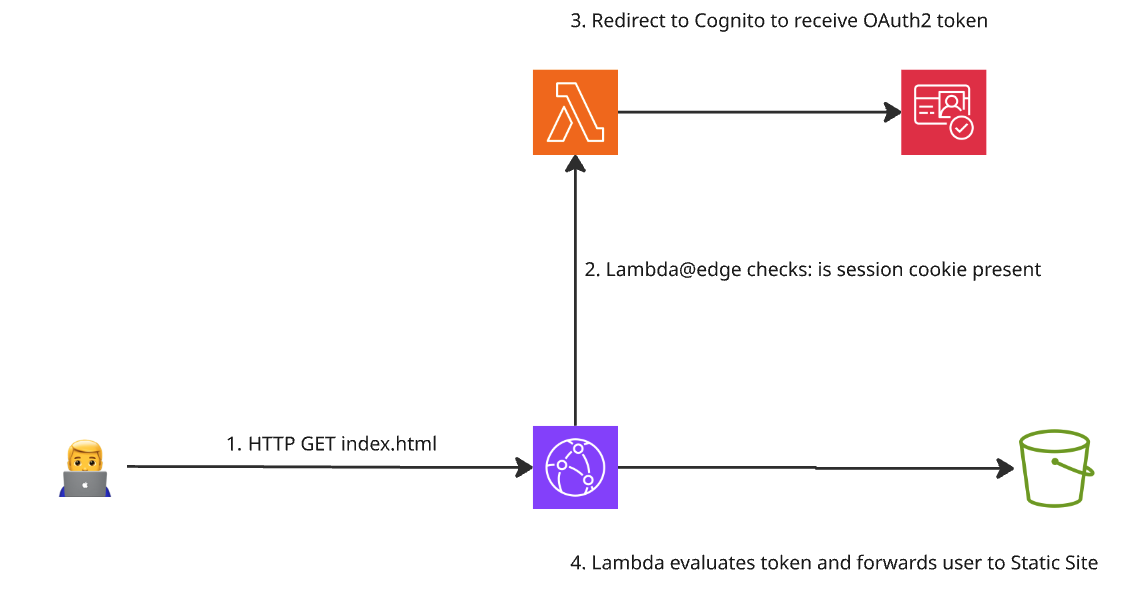 3. Redirect to Cognito to receive OAuth2 token
2. Lambda@edge checks: is session cookie present
1. HTTP GET index.html
4. Lambda evaluates token and forwards user to Static Site